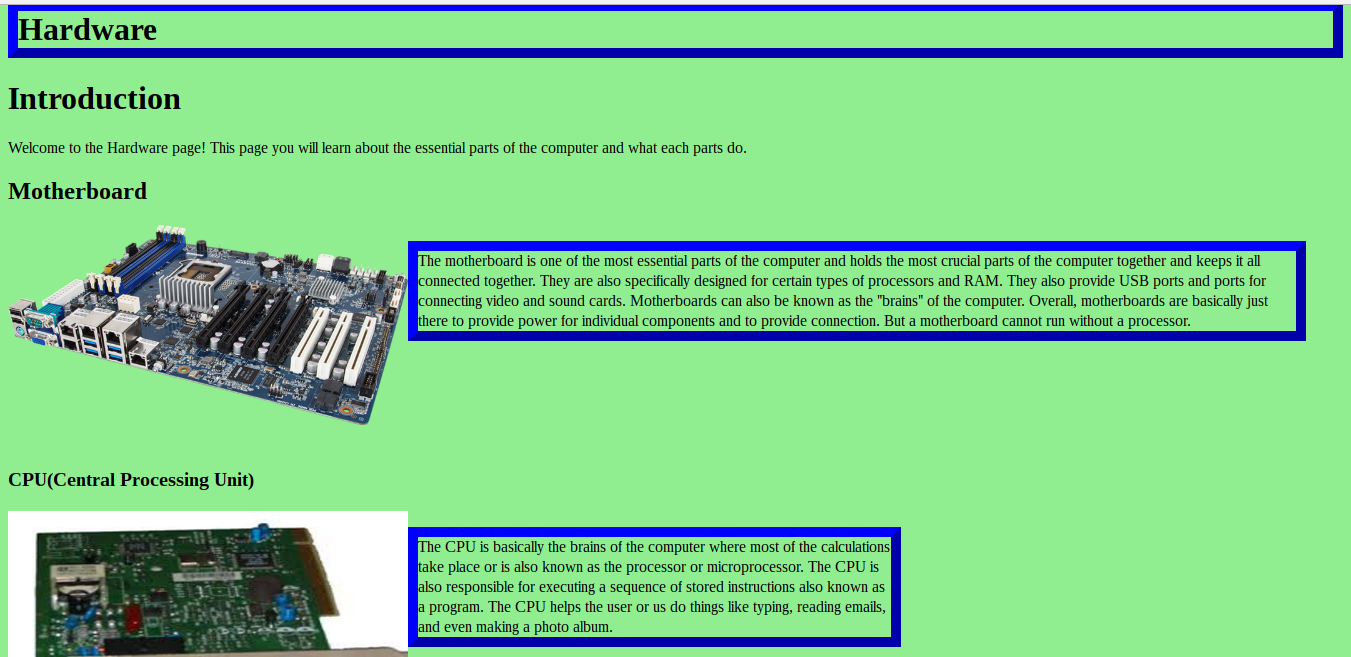 Hardware
Introduction
Welcome to the Hardware page! This page you will learn about the essential parts of the computer and what each parts do.
Motherboard
The motherboard is one of the most essential parts of the computer and holds the most crucial parts of the computer together and keeps it all
connected together. They are also specifically designed for certain types of processors and RAM. They also provide USB ports and ports for
connecting video and sound cards. Motherboards can also be known as the "brains" of the computer. Overall, motherboards are basically just
there to provide power for individual components and to provide connection. But a motherboard cannot run without a processor.
CPU(Central Processing Unit)
The CPU is basically the brains of the computer where most of the calculations
take place or is also known as the processor or microprocessor. The CPU is
also responsible for executing a sequence of stored instructions also known as
a program. The CPU helps the user or us do things like typing, reading emails,
and even making a photo album.